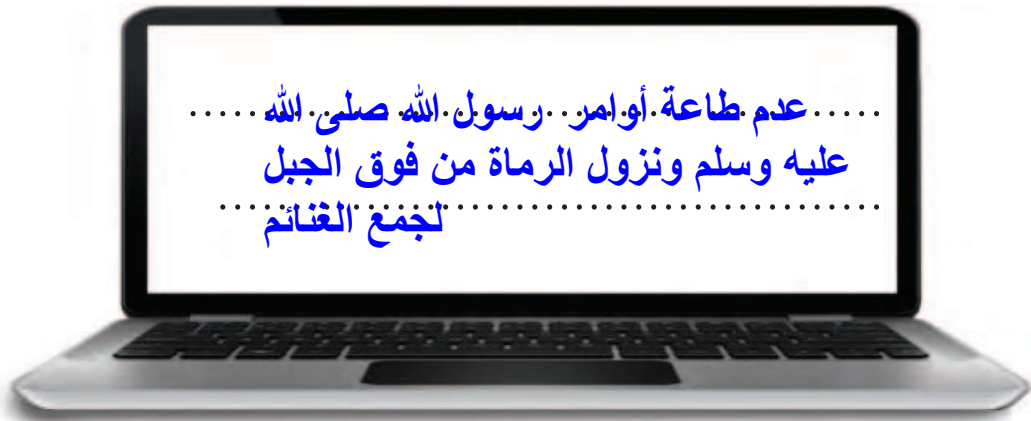 عدم طاعة أوامر رسول الله صلى الله
عليه وسلم ونزول الرماة من فوق الجبل
لجمع الغنائم